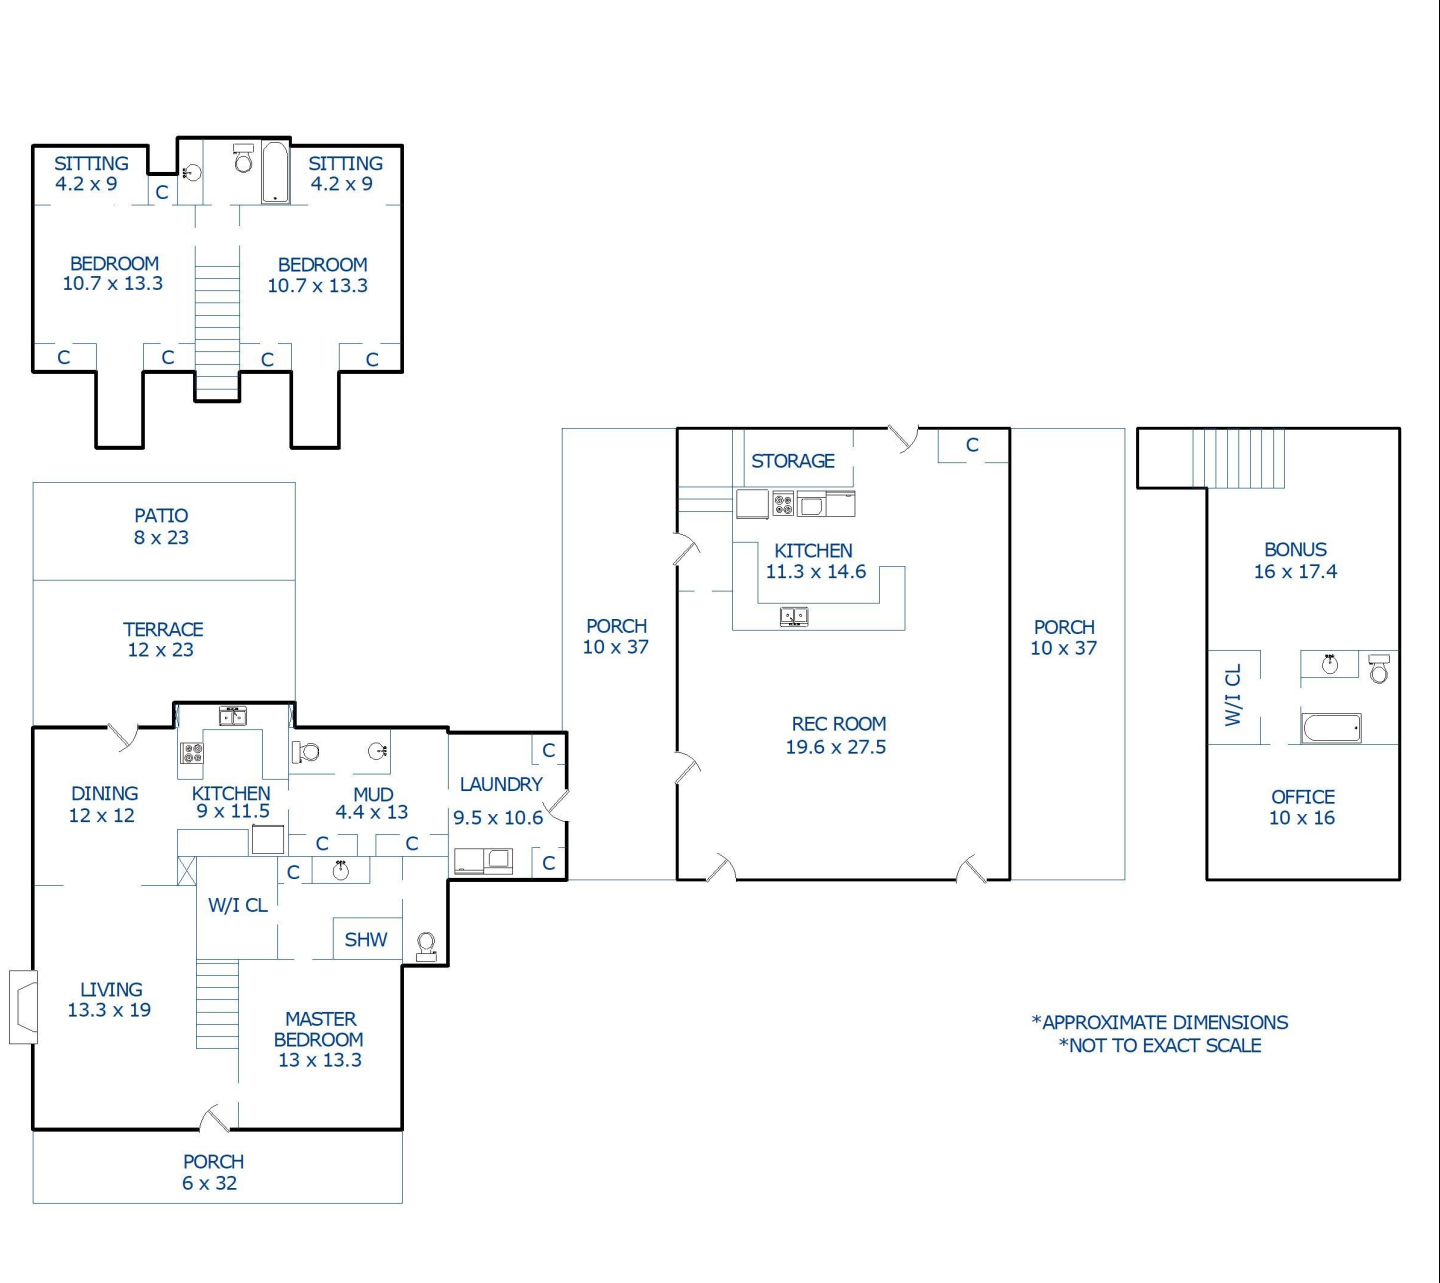 SITTING
4.2 x 9
C
SITTING
4.2 x 9
BEDROOM
10.7 x 13.3
BEDROOM
10.7 x 13.3
C
C
C
C
PATIO
8 x 23
TERRACE
12 x 23
DINING
12 x 12
KITCHEN
9 x 11.5
MUD
4.4 x 13
C
C
LAUNDRY
9.5 x 10.6
C
C
C
W/I CL
SHW
LIVING
13.3 x 19
MASTER
BEDROOM
13 x 13.3
PORCH
6 x 32
PORCH
10 x 37
STORAGE
C
KITCHEN
11.3 x 14.6
REC ROOM
19.6 x 27.5
PORCH
10 x 37
BONUS
16 x 17.4
W/I CL
OFFICE
10 x 16
*APPROXIMATE DIMENSIONS
*NOT TO EXACT SCALE